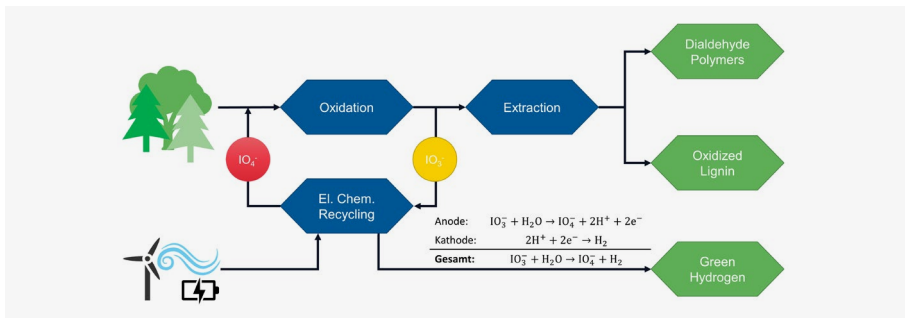 Dialdehyde
Polymers
Oxidation
Extraction
IO₄⁻
IO₃⁻
Oxidized
Lignin
El. Chem.
Recycling
Anode: IO₃⁻ + H₂O → IO₄⁻ + 2H⁺ + 2e⁻
Kathode: 2H⁺ + 2e⁻ → H₂
Gesamt: IO₃⁻ + H₂O → IO₄⁻ + H₂
Green
Hydrogen